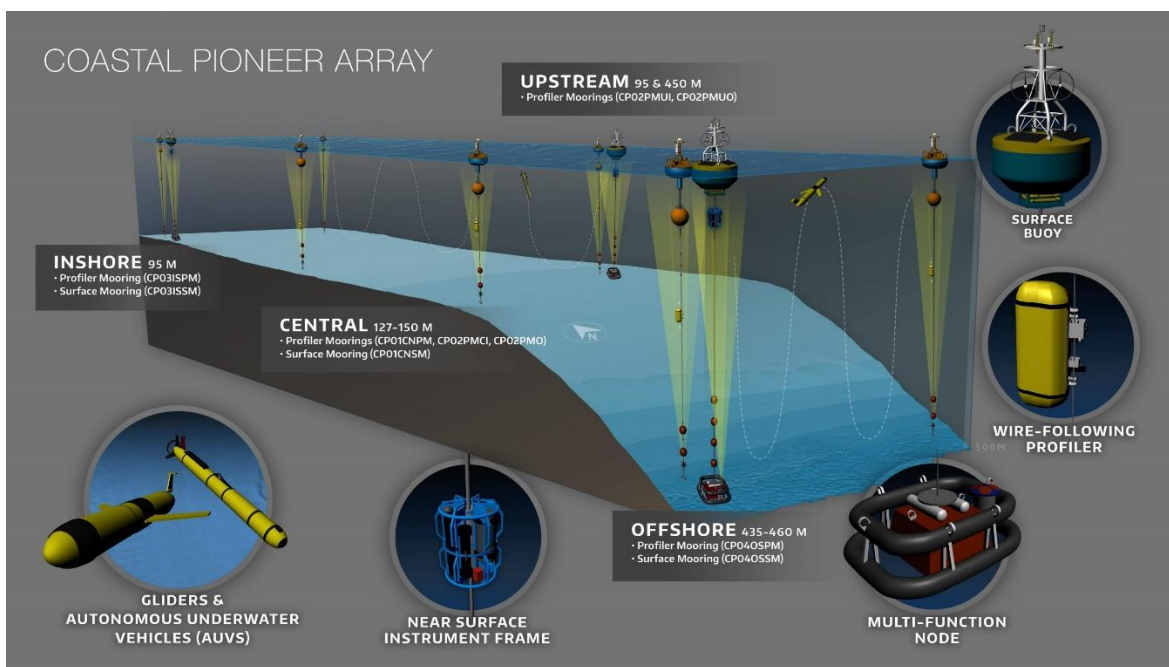 COASTAL PIONEER ARRAY
UPSTREAM 95 & 450 M
• Profiler Moorings (CP02PMUI, CP02PMUO)
SURFACE
BUOY
INSHORE 95 M
• Profiler Mooring (CP03ISPM)
• Surface Mooring (CP03ISSM)
CENTRAL 127-150 M
• Profiler Moorings (CP01CNPM, CP02PMCI, CP02PMO)
• Surface Mooring (CP01CNSM)
N
WIRE-FOLLOWING
PROFILER
500M
OFFSHORE 435-460 M
• Profiler Mooring (CP04OSPM)
• Surface Mooring (CP04OSSM)
GLIDERS &
AUTONOMOUS UNDERWATER
VEHICLES (AUVS)
NEAR SURFACE
INSTRUMENT FRAME
MULTI-FUNCTION
NODE